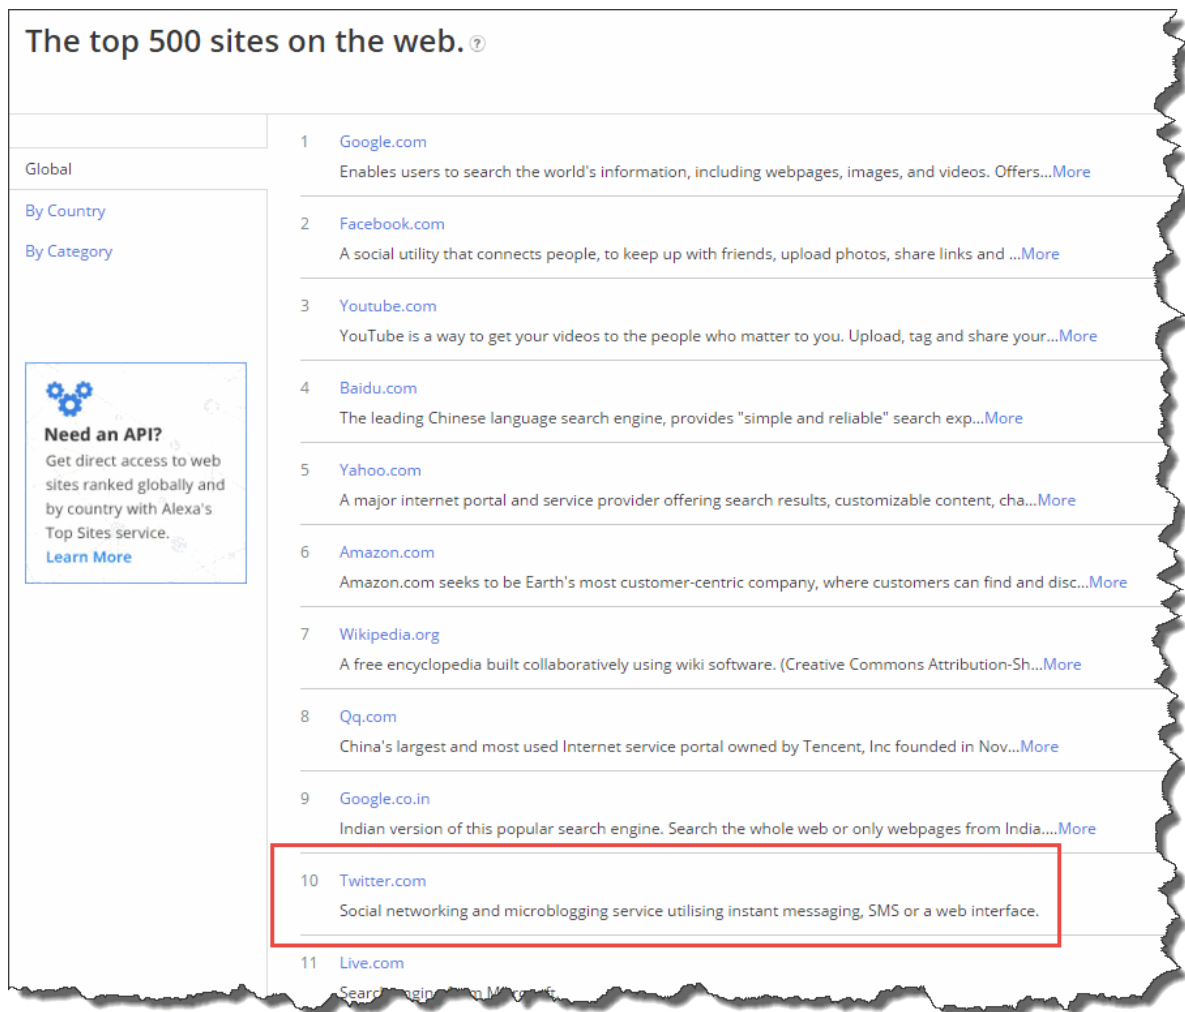 The top 500 sites on the web. ?
Global
By Country
By Category
Need an API?
Get direct access to web
sites ranked globally and
by country with Alexa's
Top Sites service.
Learn More
1 Google.com
Enables users to search the world's information, including webpages, images, and videos. Offers...More
2 Facebook.com
A social utility that connects people, to keep up with friends, upload photos, share links and ...More
3 Youtube.com
YouTube is a way to get your videos to the people who matter to you. Upload, tag and share your...More
4 Baidu.com
The leading Chinese language search engine, provides "simple and reliable" search exp...More
5 Yahoo.com
A major internet portal and service provider offering search results, customizable content, cha...More
6 Amazon.com
Amazon.com seeks to be Earth's most customer-centric company, where customers can find and disc...More
7 Wikipedia.org
A free encyclopedia built collaboratively using wiki software. (Creative Commons Attribution-Sh...More
8 Qq.com
China's largest and most used Internet service portal owned by Tencent, Inc founded in Nov...More
9 Google.co.in
Indian version of this popular search engine. Search the whole web or only webpages from India....More
10 Twitter.com
Social networking and microblogging service utilising instant messaging, SMS or a web interface.
11 Live.com